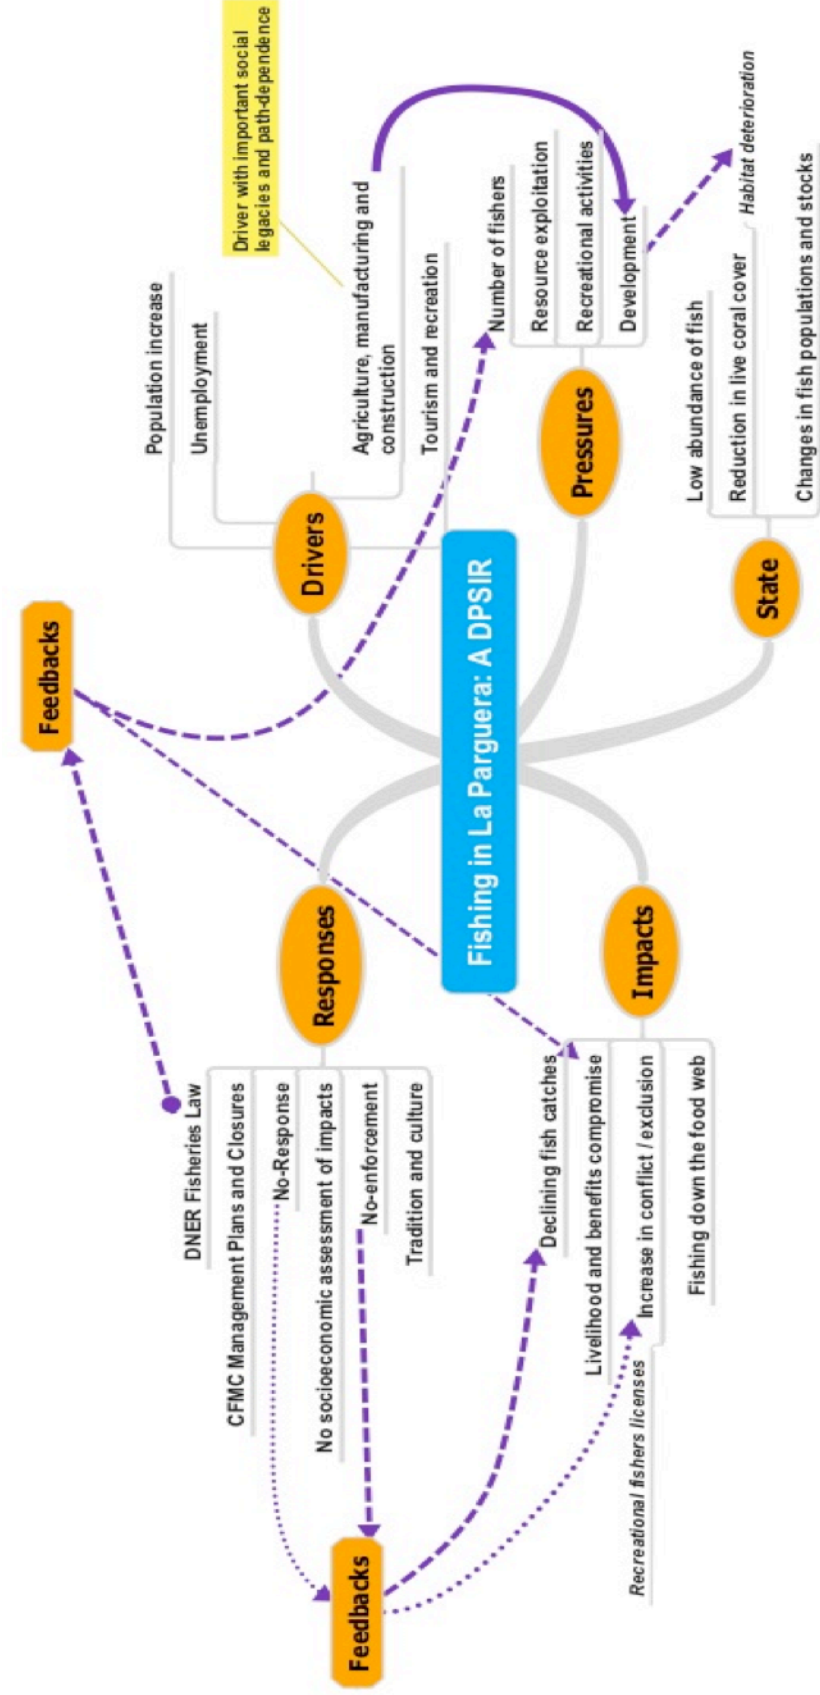 Feedbacks
Driver with important social
legacies and path-dependence
Population increase
Unemployment
Drivers
Agriculture, manufacturing and
construction
Tourism and recreation
DNER Fisheries Law
CFMC Management Plans and Closures
No-Response
Responses
No socioeconomic assessment of impacts
No-enforcement
Tradition and culture
Feedbacks
Fishing in La Parguera: A DPSIR
Number of fishers
Resource exploitation
Pressures
Recreational activities
Development
Declining fish catches
Livelihood and benefits compromise
Impacts
Increase in conflict / exclusion
Recreational fishers licenses
Fishing down the food web
Low abundance of fish
Reduction in live coral cover
Habitat deterioration
State
Changes in fish populations and stocks